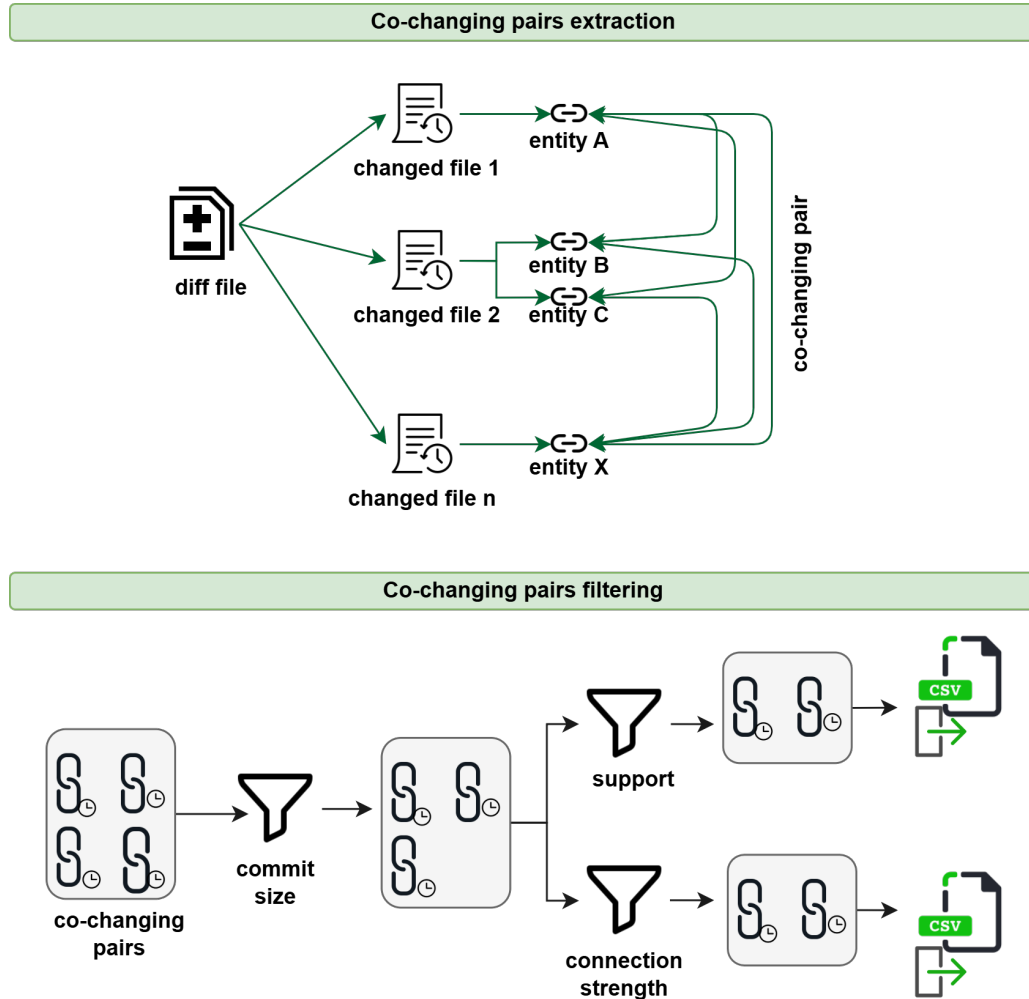 Co-changing pairs extraction
entity A
changed file 1
co-changing pair
entity B
diff file
entity C
changed file 2
entity X
changed file n
Co-changing pairs filtering
CSV
support
commit
size
co-changing
pairs
CSV
connection
strength